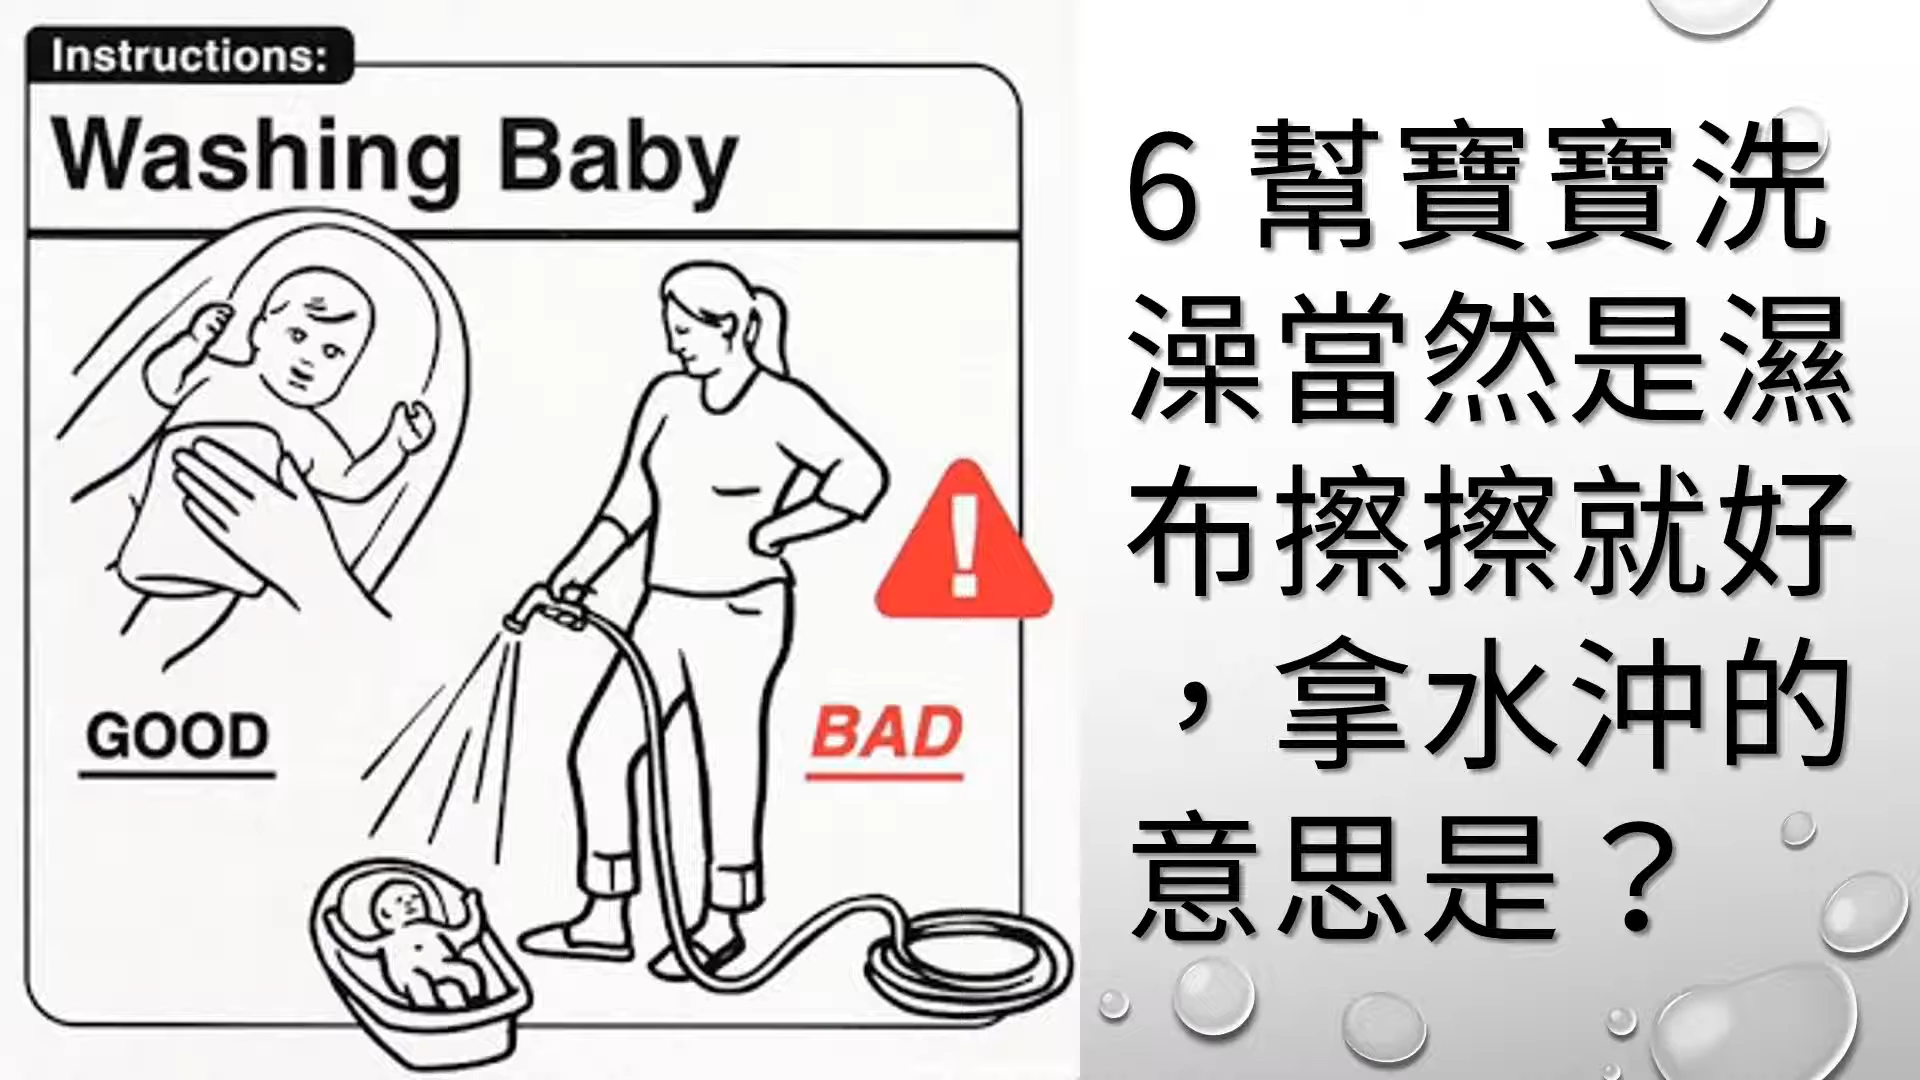 Instructions:
Washing Baby
GOOD
BAD
6 幫寶寶洗
澡當然是濕
布擦擦就好
，拿水沖的
意思是？